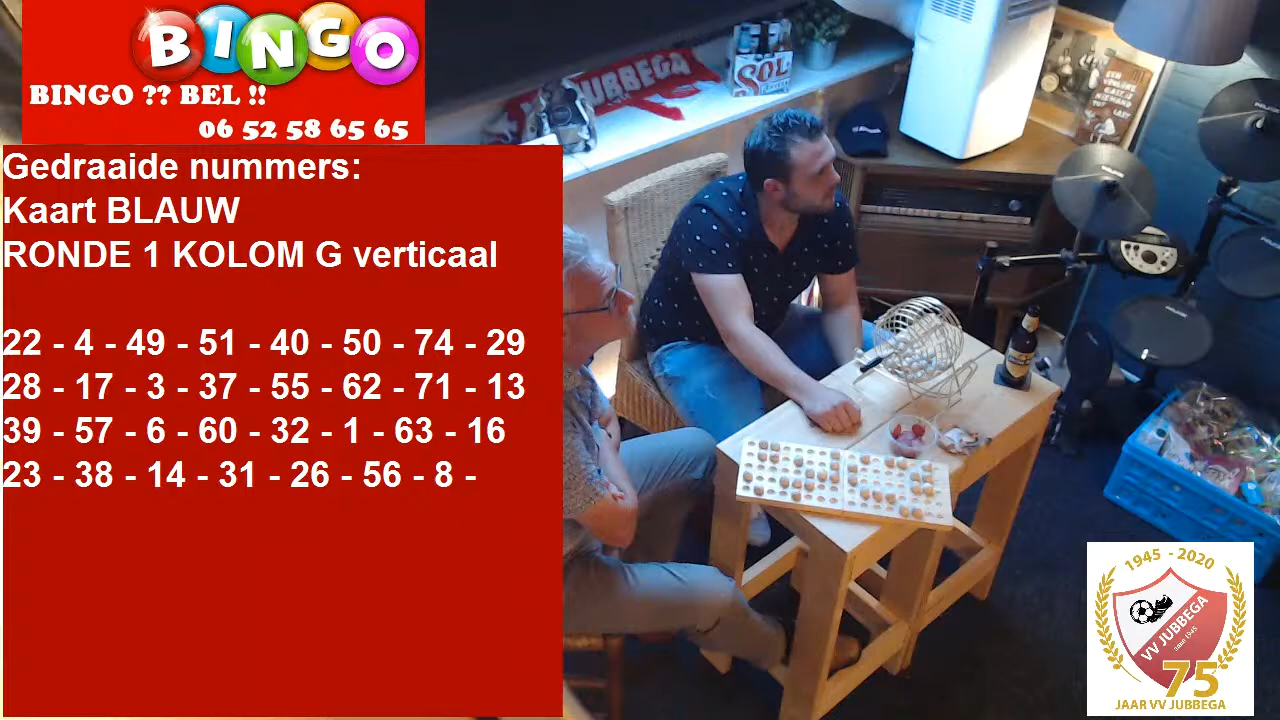 BINGO
BINGO ?? BEL !!
06 52 58 65 65
Gedraaide nummers:
Kaart BLAUW
RONDE 1 KOLOM G verticaal
22 - 4 - 49 - 51 - 40 - 50 - 74 - 29
28 - 17 - 3 - 37 - 55 - 62 - 71 - 13
39 - 57 - 6 - 60 - 32 - 1 - 63 - 16
23 - 38 - 14 - 31 - 26 - 56 - 8 -
JUBBEGA
SOL
1945 - 2020
VV JUBBEGA
SINDS 1945
75
JAAR VV JUBBEGA